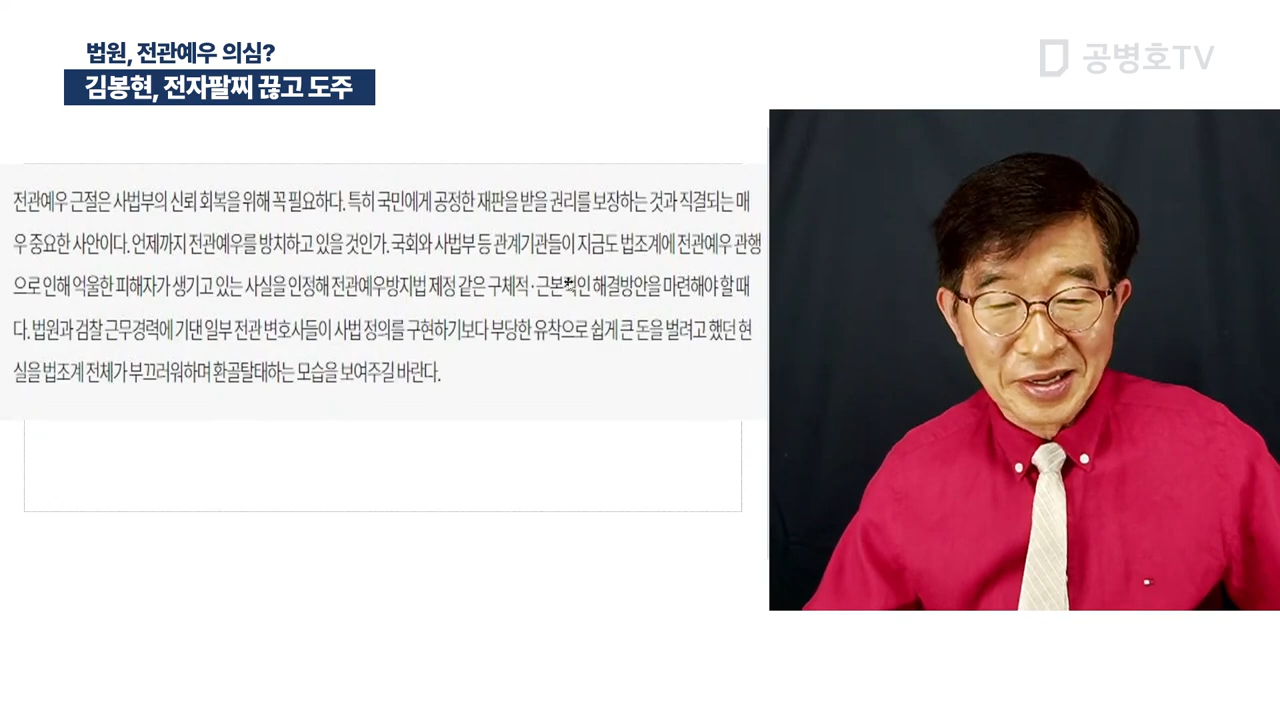 법원, 전관예우 의심?
김봉현, 전자팔찌 끊고 도주
공병호TV
전관예우 근절은 사법부의 신뢰 회복을 위해 꼭 필요하다. 특히 국민에게 공정한 재판을 받을 권리를 보장하는 것과 직결되는 매
우 중요한 사안이다. 언제까지 전관예우를 방치하고 있을 것인가. 국회와 사법부 등 관계기관들이 지금도 법조계에 전관예우 관행
으로 인해 억울한 피해자가 생기고 있는 사실을 인정해 전관예우방지법 제정 같은 구체적·근본적인 해결방안을 마련해야 할 때
다. 법원과 검찰 근무경력에 기댄 일부 전관 변호사들이 사법 정의를 구현하기보다 부당한 유착으로 쉽게 큰 돈을 벌려고 했던 현
실을 법조계 전체가 부끄러워하며 환골탈태하는 모습을 보여주길 바란다.